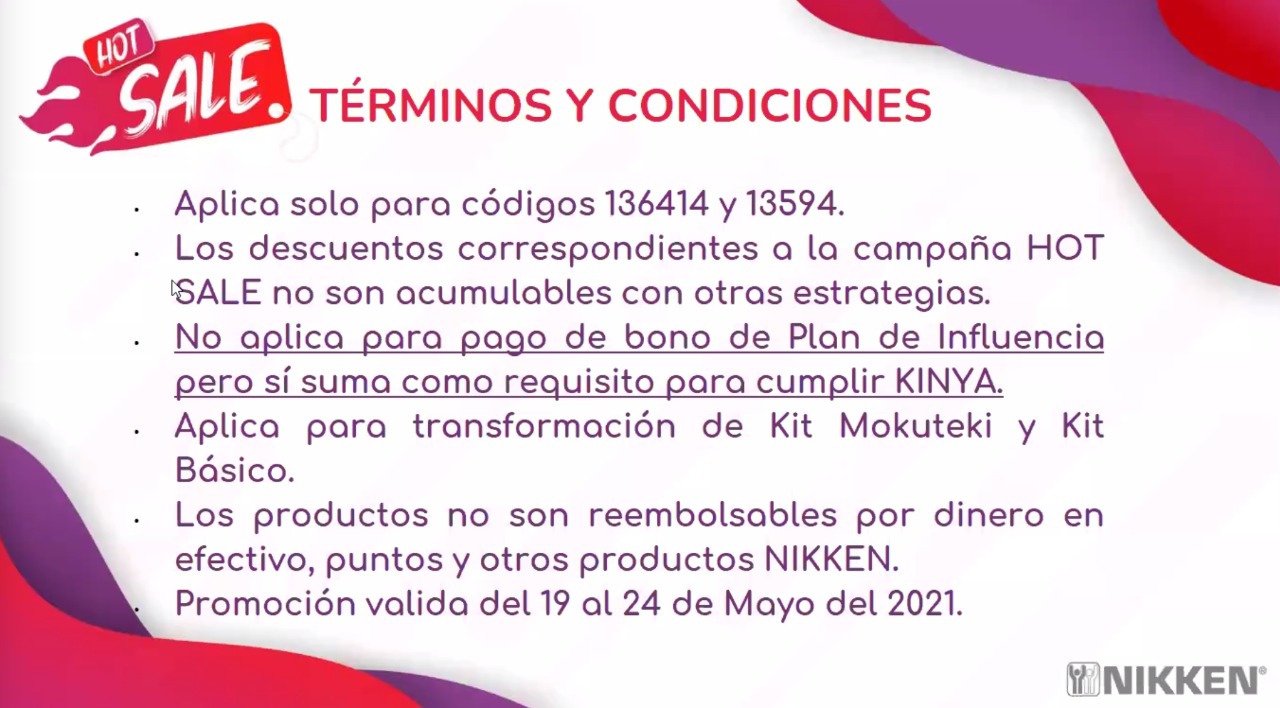 HOT
SALE.
TÉRMINOS Y CONDICIONES
· Aplica solo para códigos 136414 y 13594.
· Los descuentos correspondientes a la campaña HOT
SALE no son acumulables con otras estrategias.
· No aplica para pago de bono de Plan de Influencia
pero sí suma como requisito para cumplir KINYA.
· Aplica para transformación de Kit Mokuteki y Kit
Básico.
· Los productos no son reembolsables por dinero en
efectivo, puntos y otros productos NIKKEN.
· Promoción valida del 19 al 24 de Mayo del 2021.
NIKKEN®